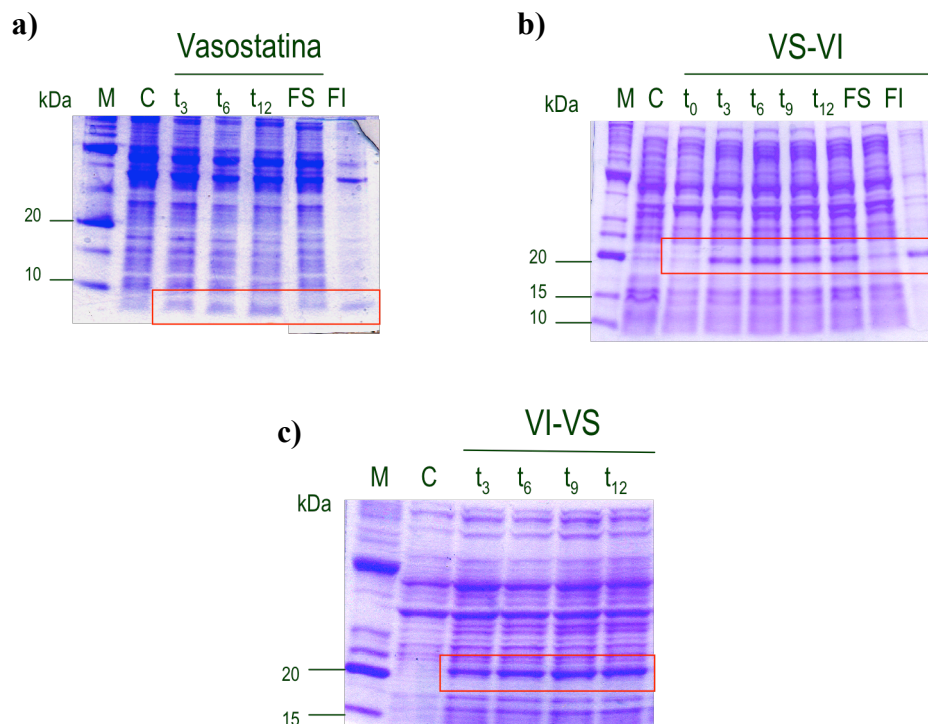 a)
Vasostatina
kDa M C t₃ t₆ t₁₂ FS FI
20
10
b)
VS-VI
kDa M C t₀ t₃ t₆ t₉ t₁₂ FS FI
20
15
10
c)
VI-VS
kDa M C t₃ t₆ t₉ t₁₂
20
15